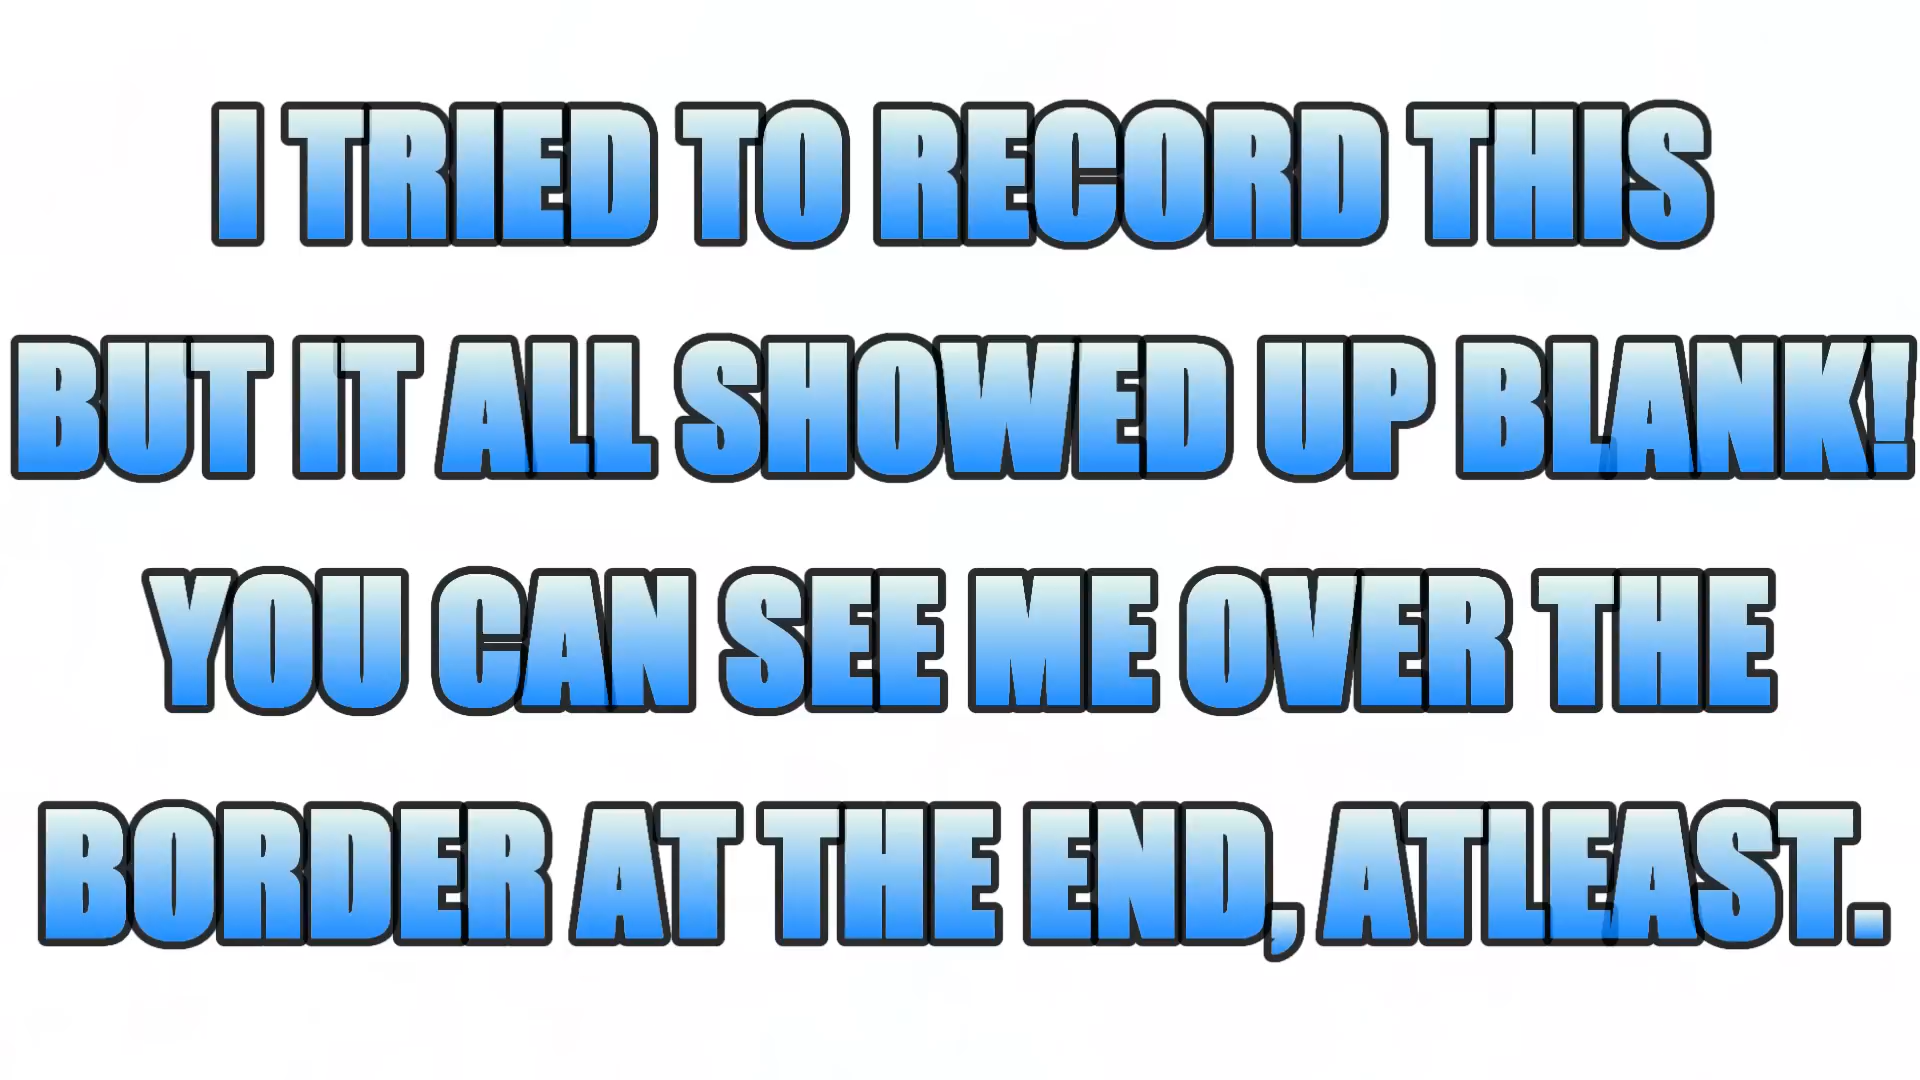 I TRIED TO RECORD THIS
BUT IT ALL SHOWED UP BLANK!
YOU CAN SEE ME OVER THE
BORDER AT THE END, ATLEAST.